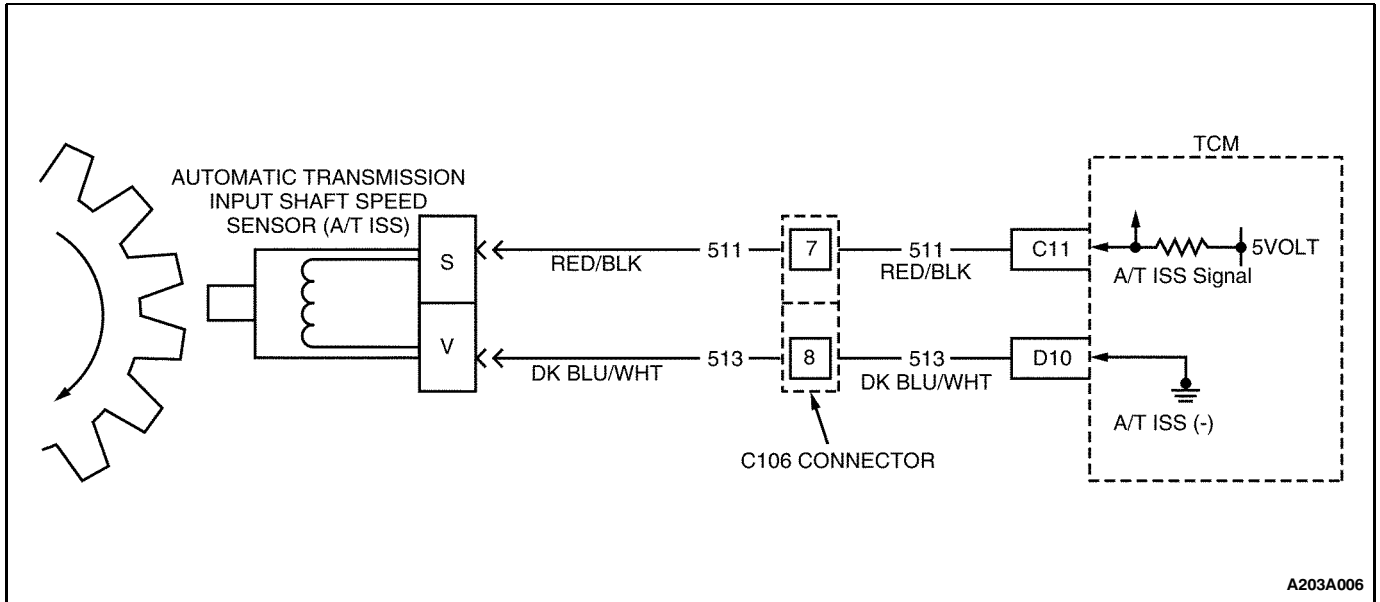 TCM
AUTOMATIC TRANSMISSION
INPUT SHAFT SPEED
SENSOR (A/T ISS)
S
511
RED/BLK
7
511
RED/BLK
C11
5VOLT
A/T ISS Signal
V
DK BLU/WHT
513
8
513
DK BLU/WHT
D10
A/T ISS (-)
C106 CONNECTOR
A203A006